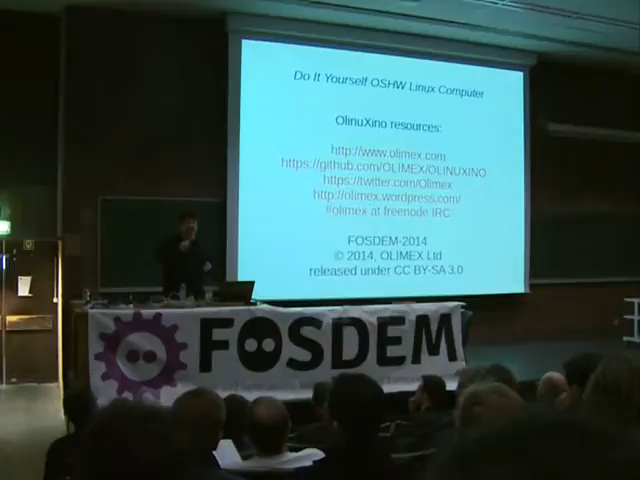 Do It Yourself OSHW Linux Computer
OlinuXino resources:
http://www.olimex.com
https://github.com/OLIMEX/OLINUXINO
https://twitter.com/Olimex
http://olimex.wordpress.com/
#olimex at freenode IRC
FOSDEM-2014
© 2014, OLIMEX Ltd
released under CC BY-SA 3.0
FOSDEM